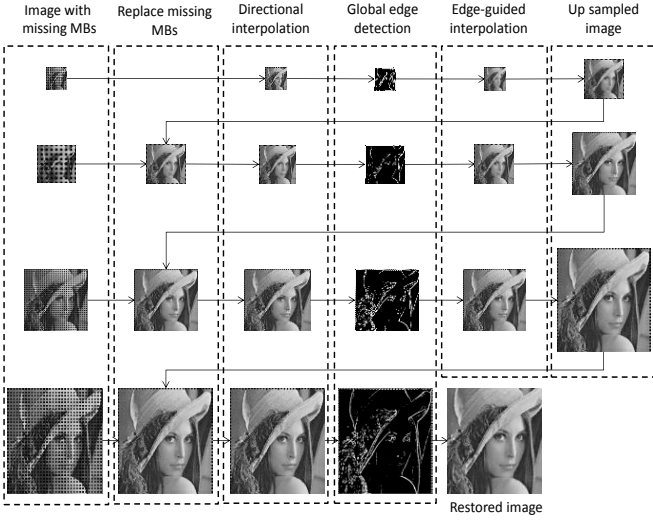 Image with
missing MBs
Replace missing
MBs
Directional
interpolation
Global edge
detection
Edge-guided
interpolation
Up sampled
image
Restored image